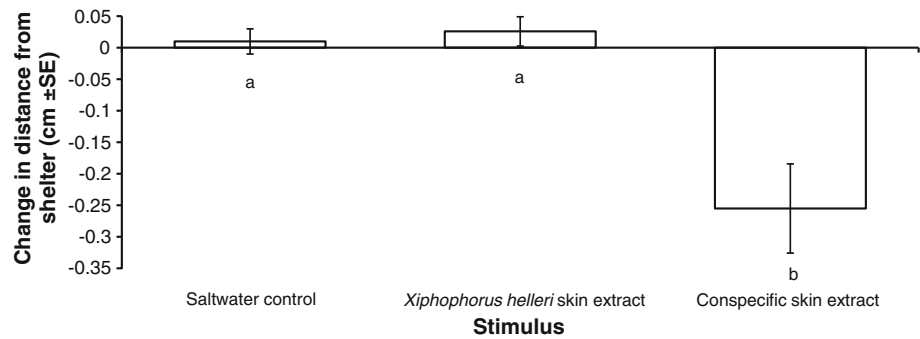 Change in distance from
shelter (cm ±SE)
0.05
0
-0.05
-0.1
-0.15
-0.2
-0.25
-0.3
-0.35
a
a
b
Saltwater control
Xiphophorus helleri skin extract
Conspecific skin extract
Stimulus